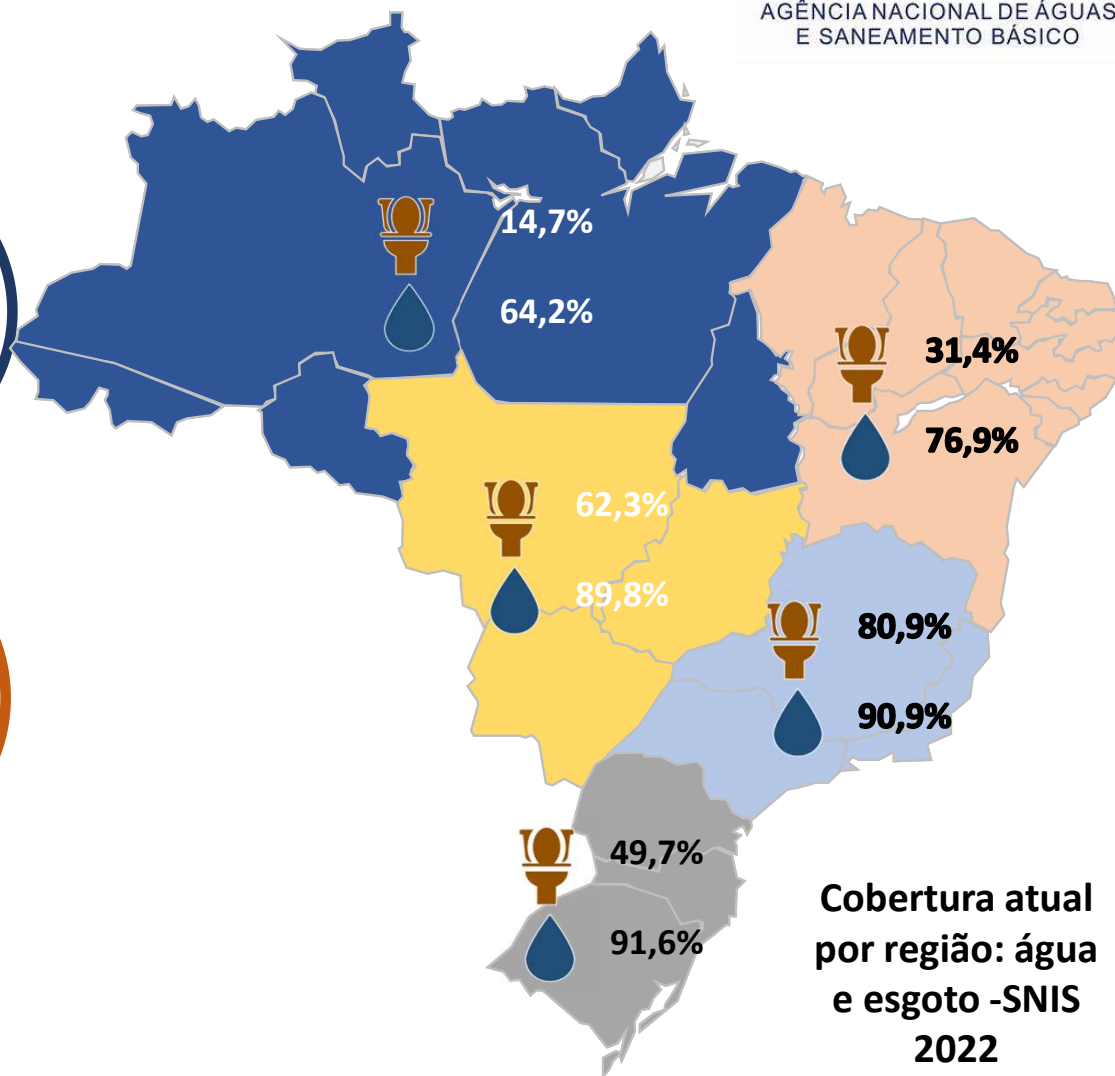 AGÊNCIA NACIONAL DE ÁGUAS
E SANEAMENTO BÁSICO
14,7%
64,2%
31,4%
76,9%
62,3%
89,8%
80,9%
90,9%
49,7%
91,6%
Cobertura atual
por região: água
e esgoto -SNIS
2022